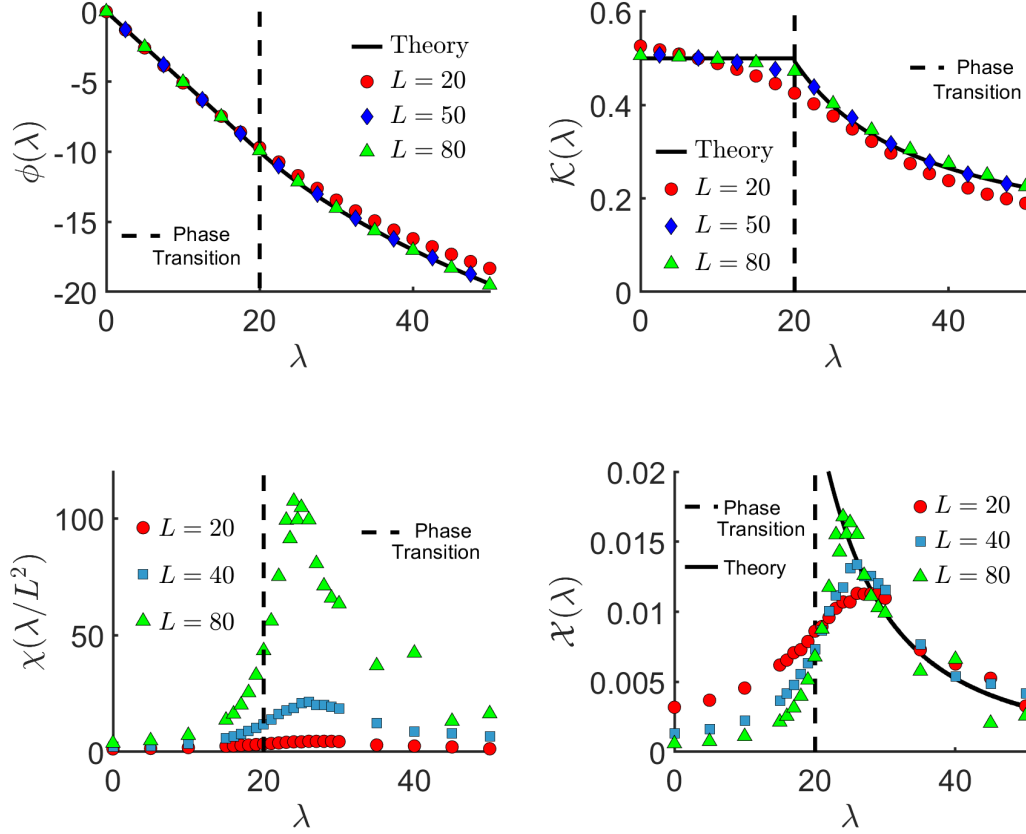 ϕ(λ)
0
-5
-10
-15
-20
Theory
L = 20
L = 50
L = 80
Phase
Transition
0
20
40
λ
𝒦(λ)
0.6
0.4
0.2
0
Phase
Transition
Theory
L = 20
L = 50
L = 80
0
20
40
λ
χ(λ/L²)
100
50
0
L = 20
L = 40
L = 80
Phase
Transition
0
20
40
λ
𝒳(λ)
0.02
0.015
0.01
0.005
0
Phase
Transition
Theory
L = 20
L = 40
L = 80
0
20
40
λ